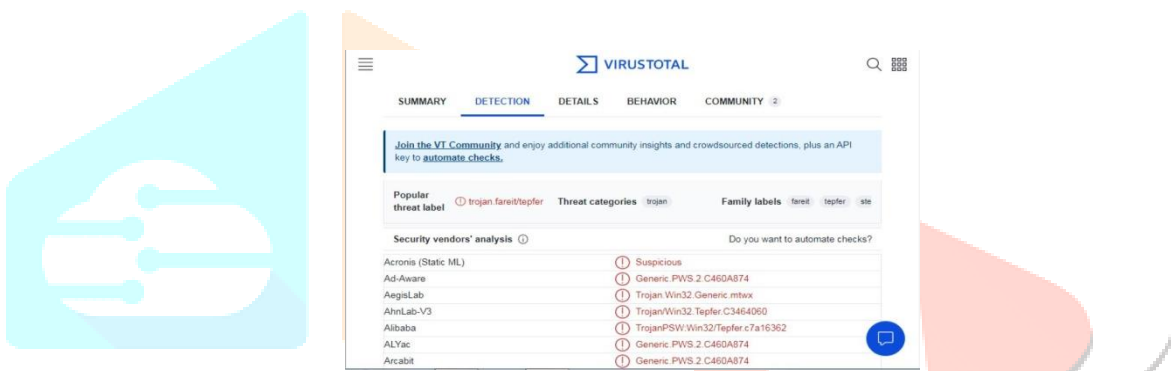 VIRUSTOTAL
SUMMARY DETECTION DETAILS BEHAVIOR COMMUNITY 2
Join the VT Community and enjoy additional community insights and crowdsourced detections, plus an API
key to automate checks.
Popular
threat label
trojan.fareit/tepfer Threat categories trojan Family labels fareit tepfer ste
Security vendors' analysis Do you want to automate checks?
Acronis (Static ML) Suspicious
Ad-Aware Generic.PWS.2.C460A874
AegisLab Trojan.Win32.Generic.mtwx
AhnLab-V3 Trojan/Win32.Tepfer.C3464060
Alibaba TrojanPSW:Win32/Tepfer.c7a16362
ALYac Generic.PWS.2.C460A874
Arcabit Generic.PWS.2.C460A874